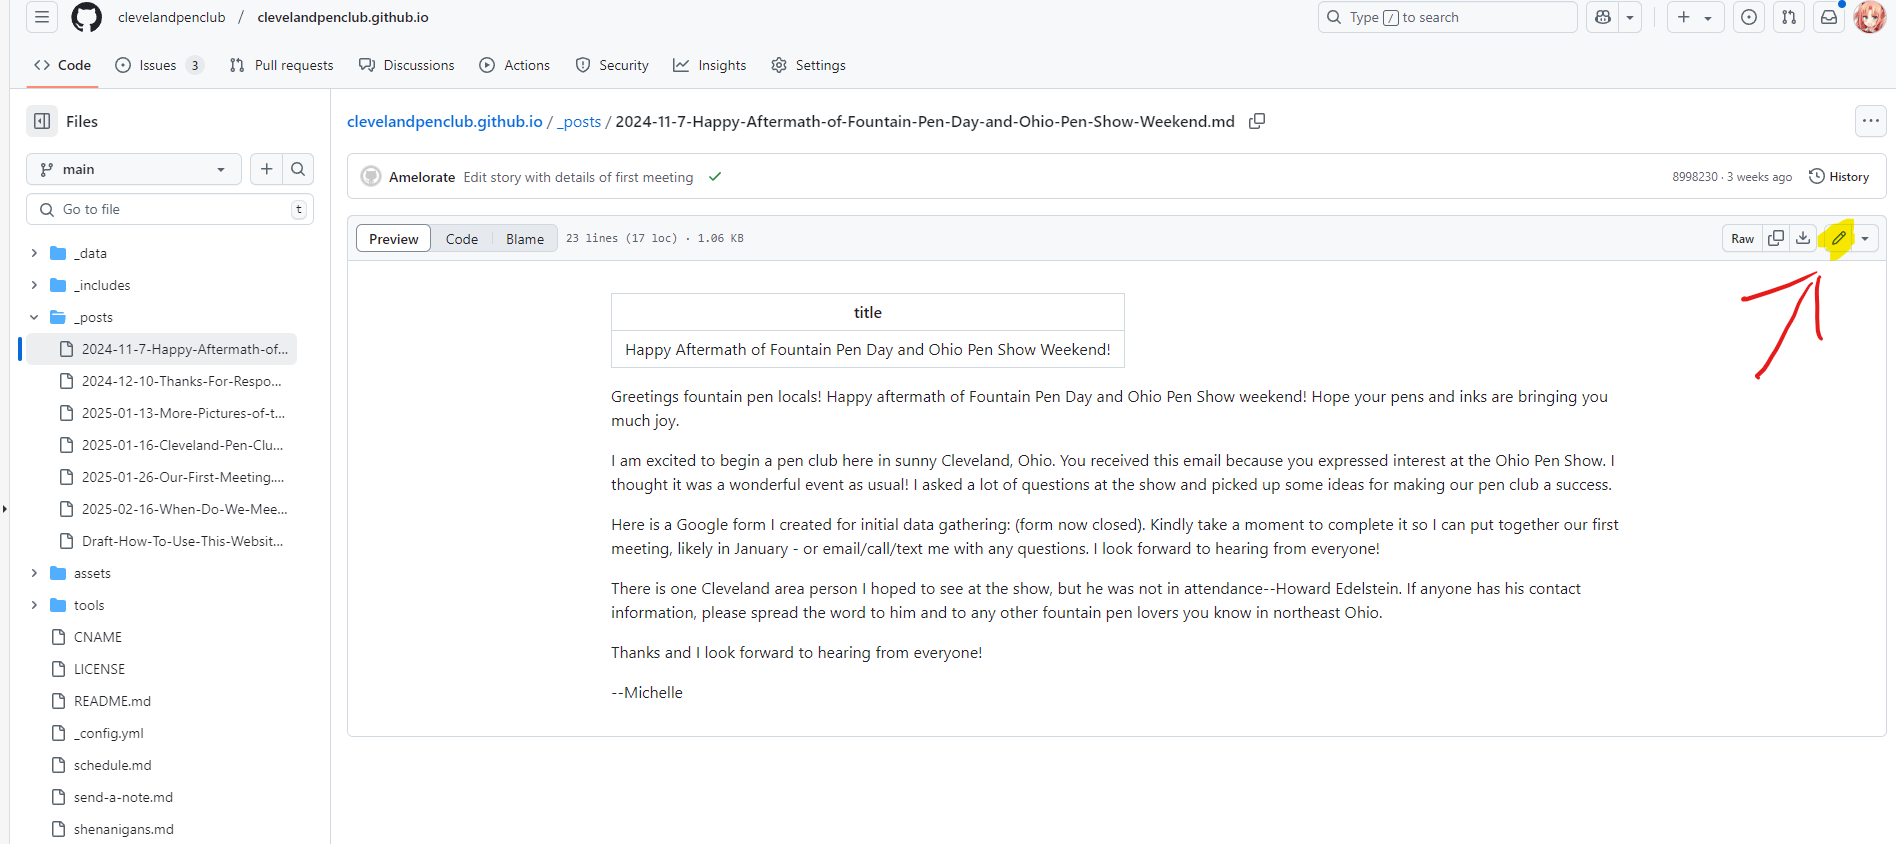 clevelandpenclub / clevelandpenclub.github.io
Type / to search
Code
Issues 3
Pull requests
Discussions
Actions
Security
Insights
Settings
Files
main
Go to file
t
_data
_includes
_posts
2024-11-7-Happy-Aftermath-of...
2024-12-10-Thanks-For-Respo...
2025-01-13-More-Pictures-of-t...
2025-01-16-Cleveland-Pen-Clu...
2025-01-26-Our-First-Meeting....
2025-02-16-When-Do-We-Mee...
Draft-How-To-Use-This-Websit...
assets
tools
CNAME
LICENSE
README.md
_config.yml
schedule.md
send-a-note.md
shenanigans.md
clevelandpenclub.github.io / _posts / 2024-11-7-Happy-Aftermath-of-Fountain-Pen-Day-and-Ohio-Pen-Show-Weekend.md
Amelorate Edit story with details of first meeting
8998230 · 3 weeks ago
History
Preview
Code
Blame
23 lines (17 loc) · 1.06 KB
Raw
title
Happy Aftermath of Fountain Pen Day and Ohio Pen Show Weekend!
Greetings fountain pen locals! Happy aftermath of Fountain Pen Day and Ohio Pen Show weekend! Hope your pens and inks are bringing you
much joy.
I am excited to begin a pen club here in sunny Cleveland, Ohio. You received this email because you expressed interest at the Ohio Pen Show. I
thought it was a wonderful event as usual! I asked a lot of questions at the show and picked up some ideas for making our pen club a success.
Here is a Google form I created for initial data gathering: (form now closed). Kindly take a moment to complete it so I can put together our first
meeting, likely in January - or email/call/text me with any questions. I look forward to hearing from everyone!
There is one Cleveland area person I hoped to see at the show, but he was not in attendance--Howard Edelstein. If anyone has his contact
information, please spread the word to him and to any other fountain pen lovers you know in northeast Ohio.
Thanks and I look forward to hearing from everyone!
--Michelle